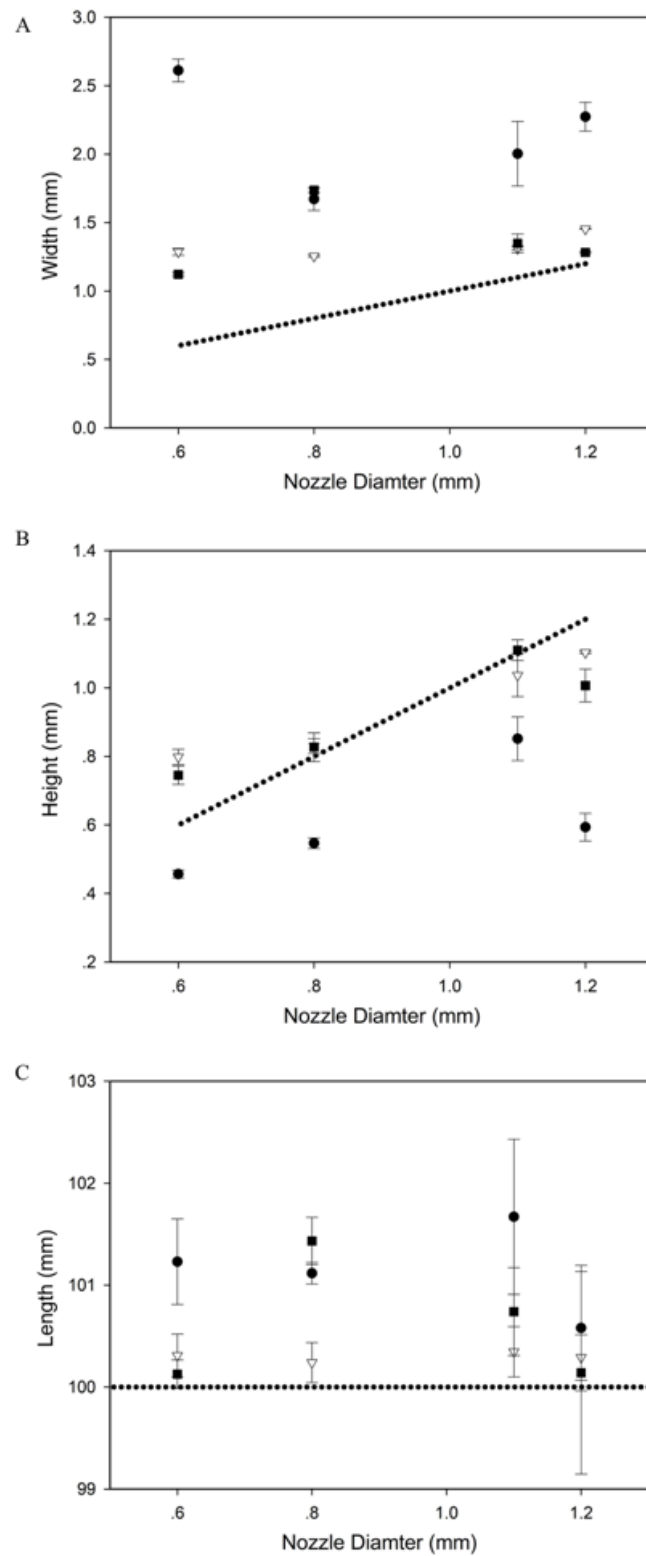 A
3.0
2.5
2.0
1.5
1.0
.5
0.0
Width (mm)
.6 .8 1.0 1.2
Nozzle Diamter (mm)
B
1.4
1.2
1.0
.8
.6
.4
.2
Height (mm)
.6 .8 1.0 1.2
Nozzle Diamter (mm)
C
103
102
101
100
99
Length (mm)
.6 .8 1.0 1.2
Nozzle Diamter (mm)